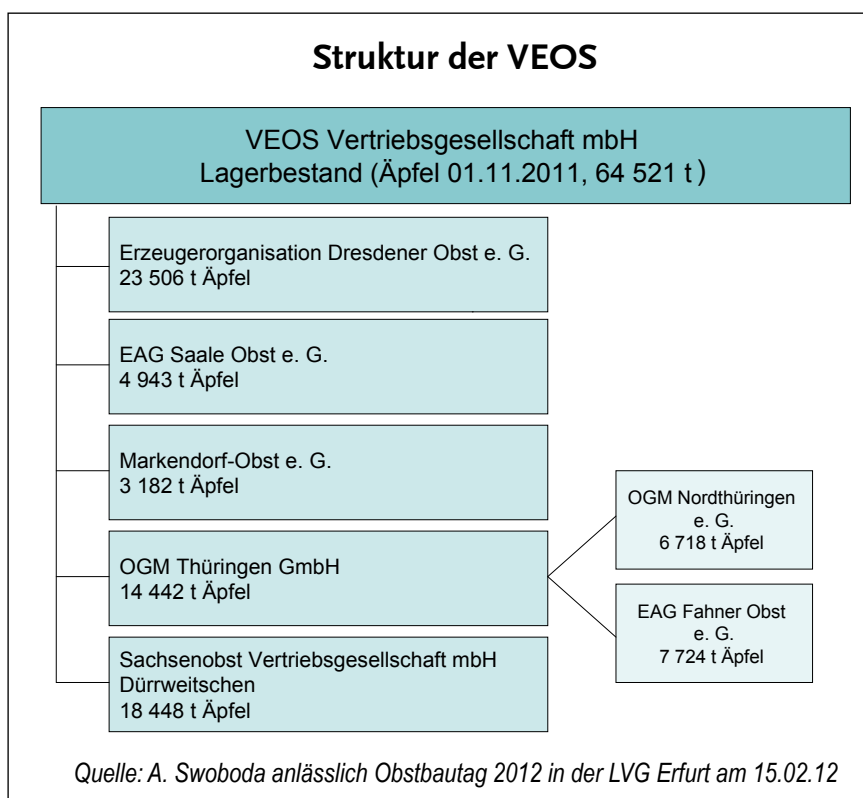 Struktur der VEOS
VEOS Vertriebsgesellschaft mbH
Lagerbestand (Äpfel 01.11.2011, 64 521 t )
Erzeugerorganisation Dresdener Obst e. G.
23 506 t Äpfel
EAG Saale Obst e. G.
4 943 t Äpfel
Markendorf-Obst e. G.
3 182 t Äpfel
OGM Thüringen GmbH
14 442 t Äpfel
OGM Nordthüringen
e. G.
6 718 t Äpfel
EAG Fahner Obst
e. G.
7 724 t Äpfel
Sachsenobst Vertriebsgesellschaft mbH
Dürrweitschen
18 448 t Äpfel
Quelle: A. Swoboda anlässlich Obstbautag 2012 in der LVG Erfurt am 15.02.12